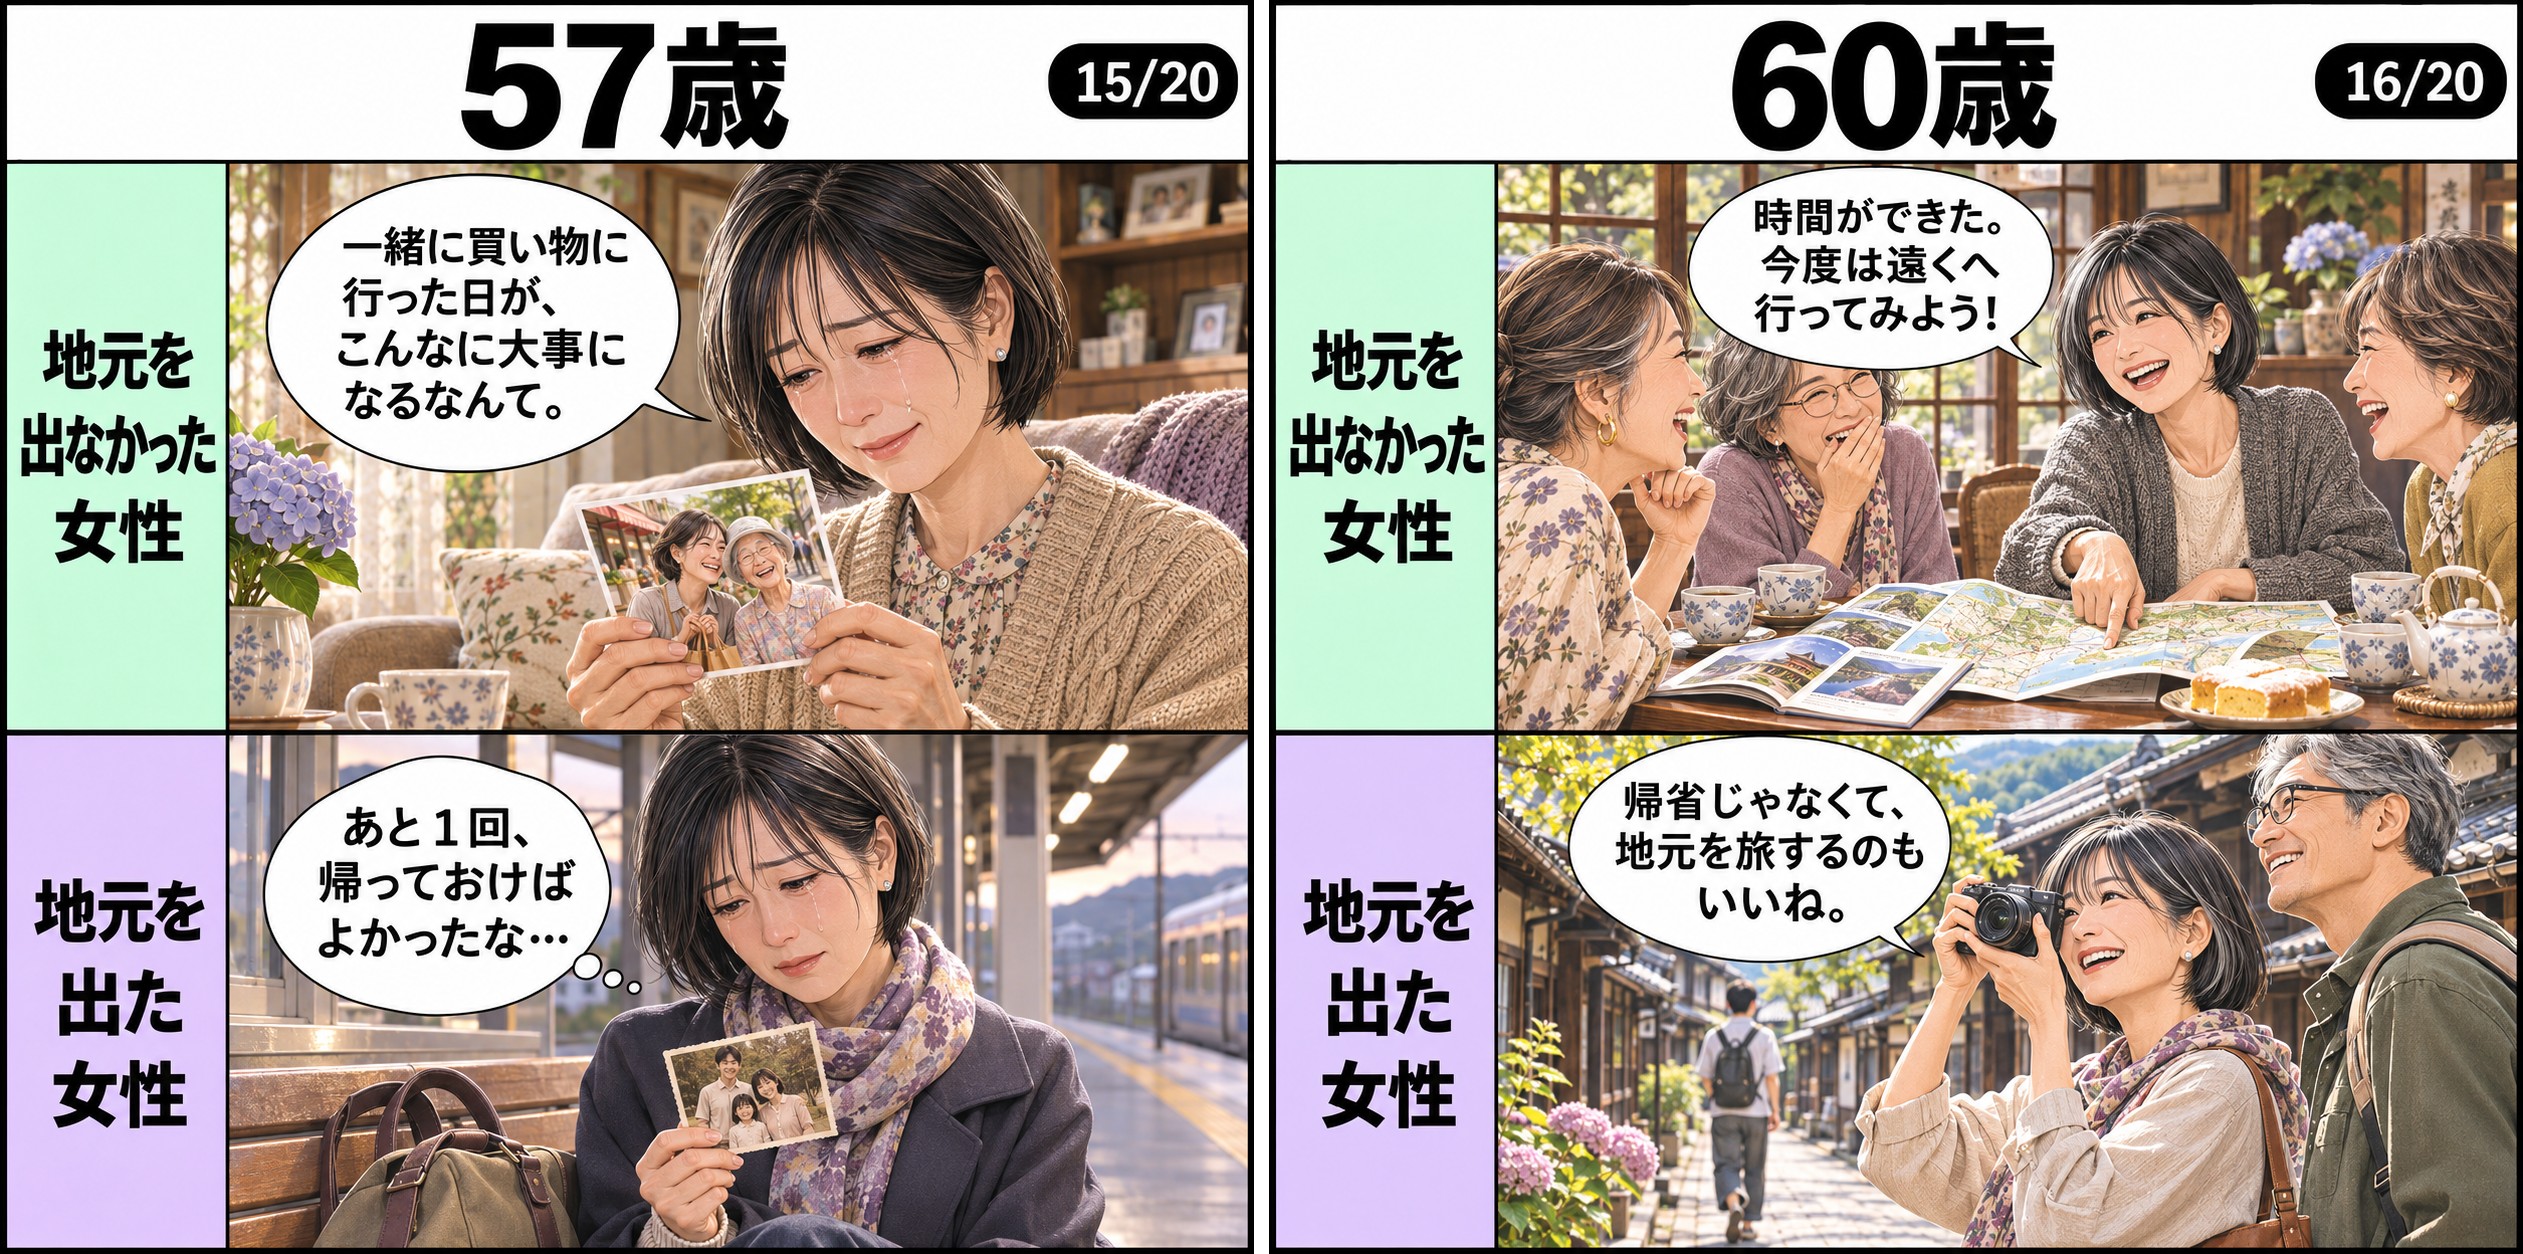 57歳
15/20
地元を
出なかった
女性
一緒に買い物に
行った日が、
こんなに大事に
なるなんて。
地元を
出た
女性
あと1回、
帰っておけば
よかったな…
60歳
16/20
地元を
出なかった
女性
時間ができた。
今度は遠くへ
行ってみよう!
地元を
出た
女性
帰省じゃなくて、
地元を旅するのも
いいね。